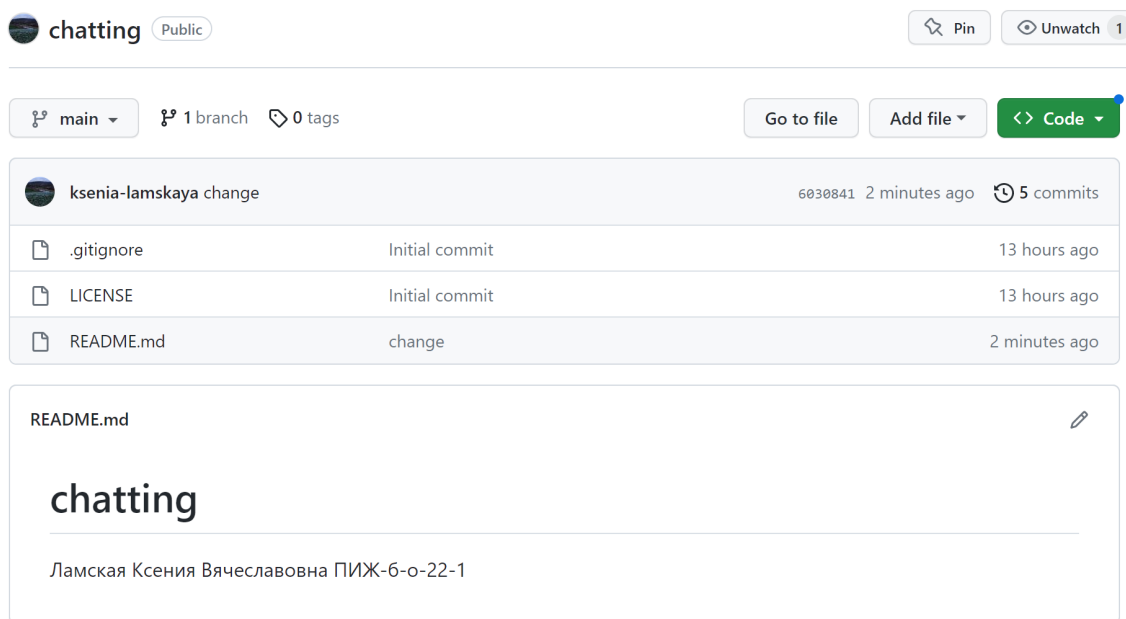 chatting Public Pin Unwatch 1
main 1 branch 0 tags Go to file Add file Code
ksenia-lamskaya change 6030841 2 minutes ago 5 commits
.gitignore Initial commit 13 hours ago
LICENSE Initial commit 13 hours ago
README.md change 2 minutes ago
README.md
chatting
Ламская Ксения Вячеславовна ПИЖ-б-о-22-1